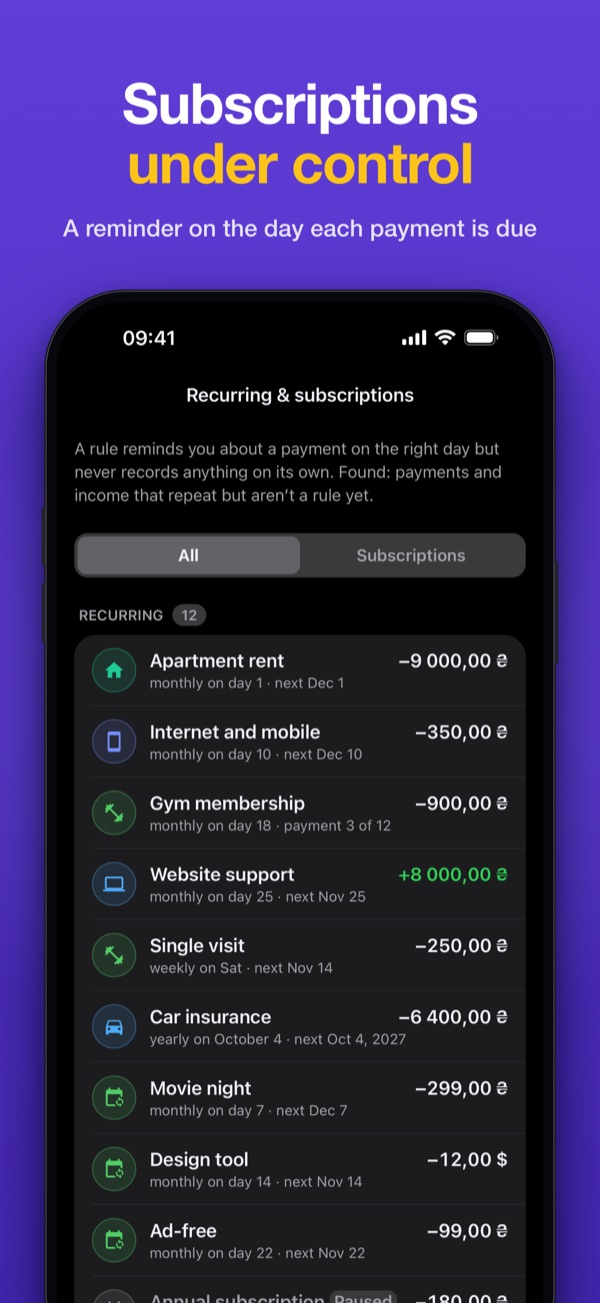 Subscriptions
under control
A reminder on the day each payment is due
09:41
Recurring & subscriptions
A rule reminds you about a payment on the right day but
never records anything on its own. Found: payments and
income that repeat but aren’t a rule yet.
All
Subscriptions
RECURRING 12
Apartment rent −9 000,00 ₴
monthly on day 1 · next Dec 1
Internet and mobile −350,00 ₴
monthly on day 10 · next Dec 10
Gym membership −900,00 ₴
monthly on day 18 · payment 3 of 12
Website support +8 000,00 ₴
monthly on day 25 · next Nov 25
Single visit −250,00 ₴
weekly on Sat · next Nov 14
Car insurance −6 400,00 ₴
yearly on October 4 · next Oct 4, 2027
Movie night −299,00 ₴
monthly on day 7 · next Dec 7
Design tool −12,00 $
monthly on day 14 · next Nov 14
Ad-free −99,00 ₴
monthly on day 22 · next Nov 22
Annual subscription Paused −180,00 ₴